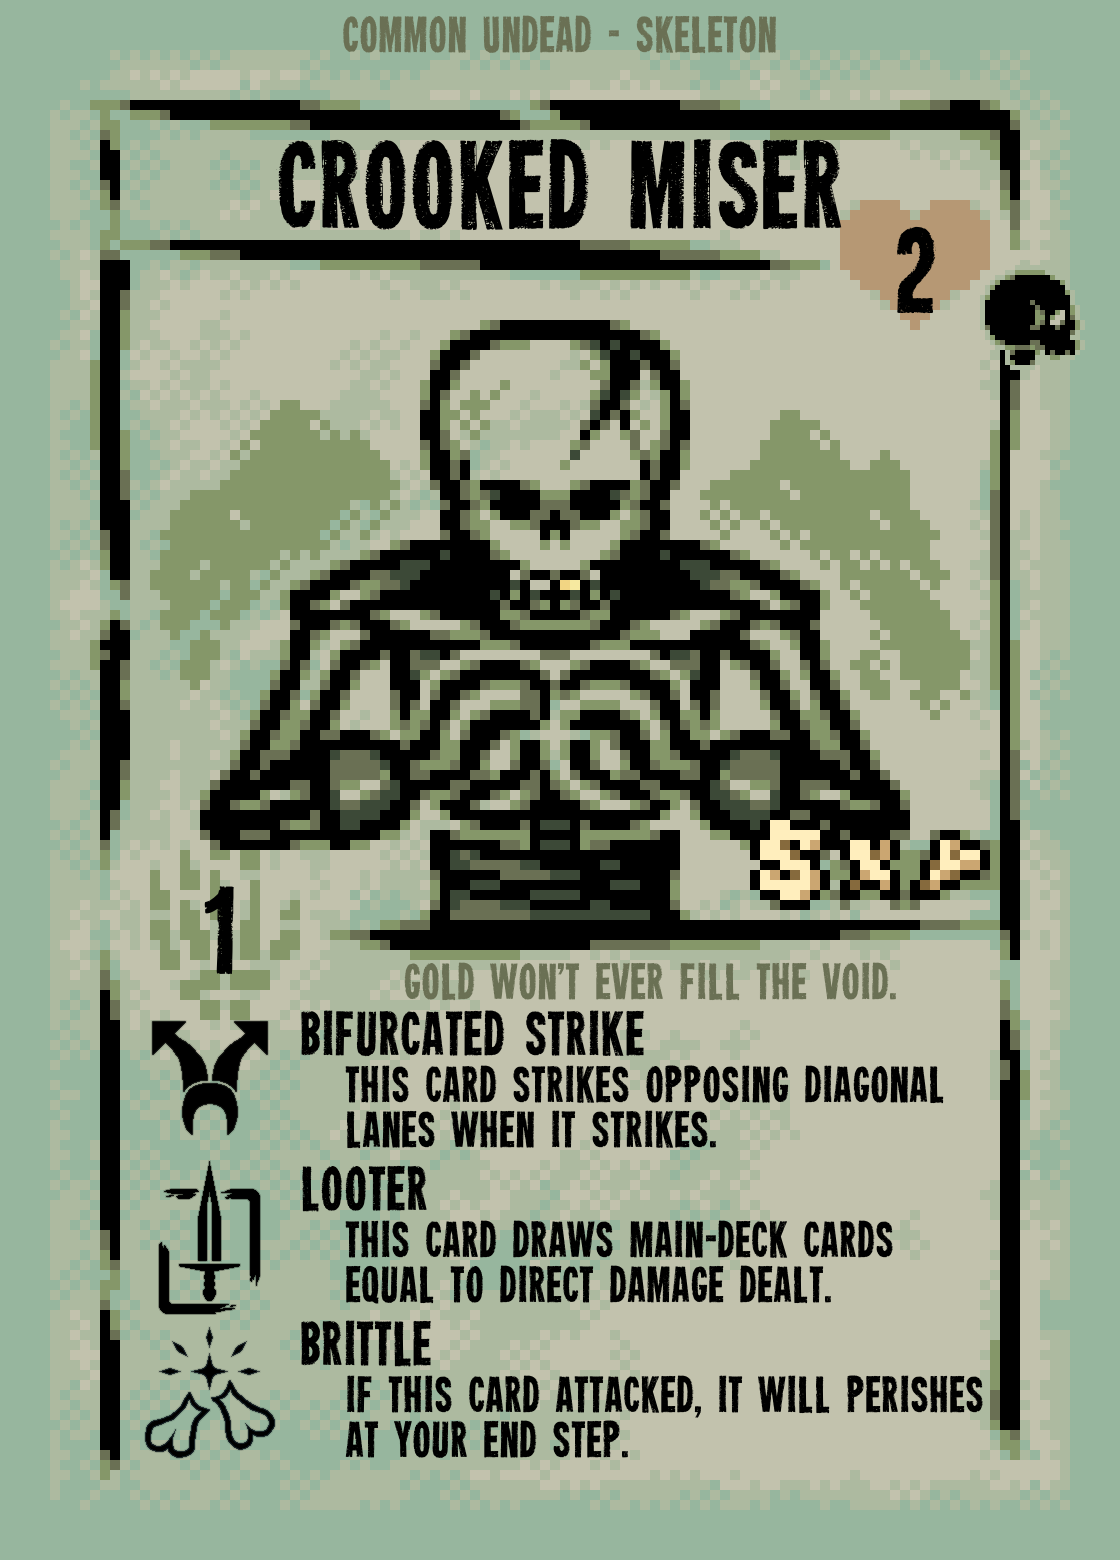 COMMON UNDEAD - SKELETON
CROOKED MISER
2
5 X
1
GOLD WON'T EVER FILL THE VOID.
BIFURCATED STRIKE
THIS CARD STRIKES OPPOSING DIAGONAL
LANES WHEN IT STRIKES.
LOOTER
THIS CARD DRAWS MAIN-DECK CARDS
EQUAL TO DIRECT DAMAGE DEALT.
BRITTLE
IF THIS CARD ATTACKED, IT WILL PERISHES
AT YOUR END STEP.